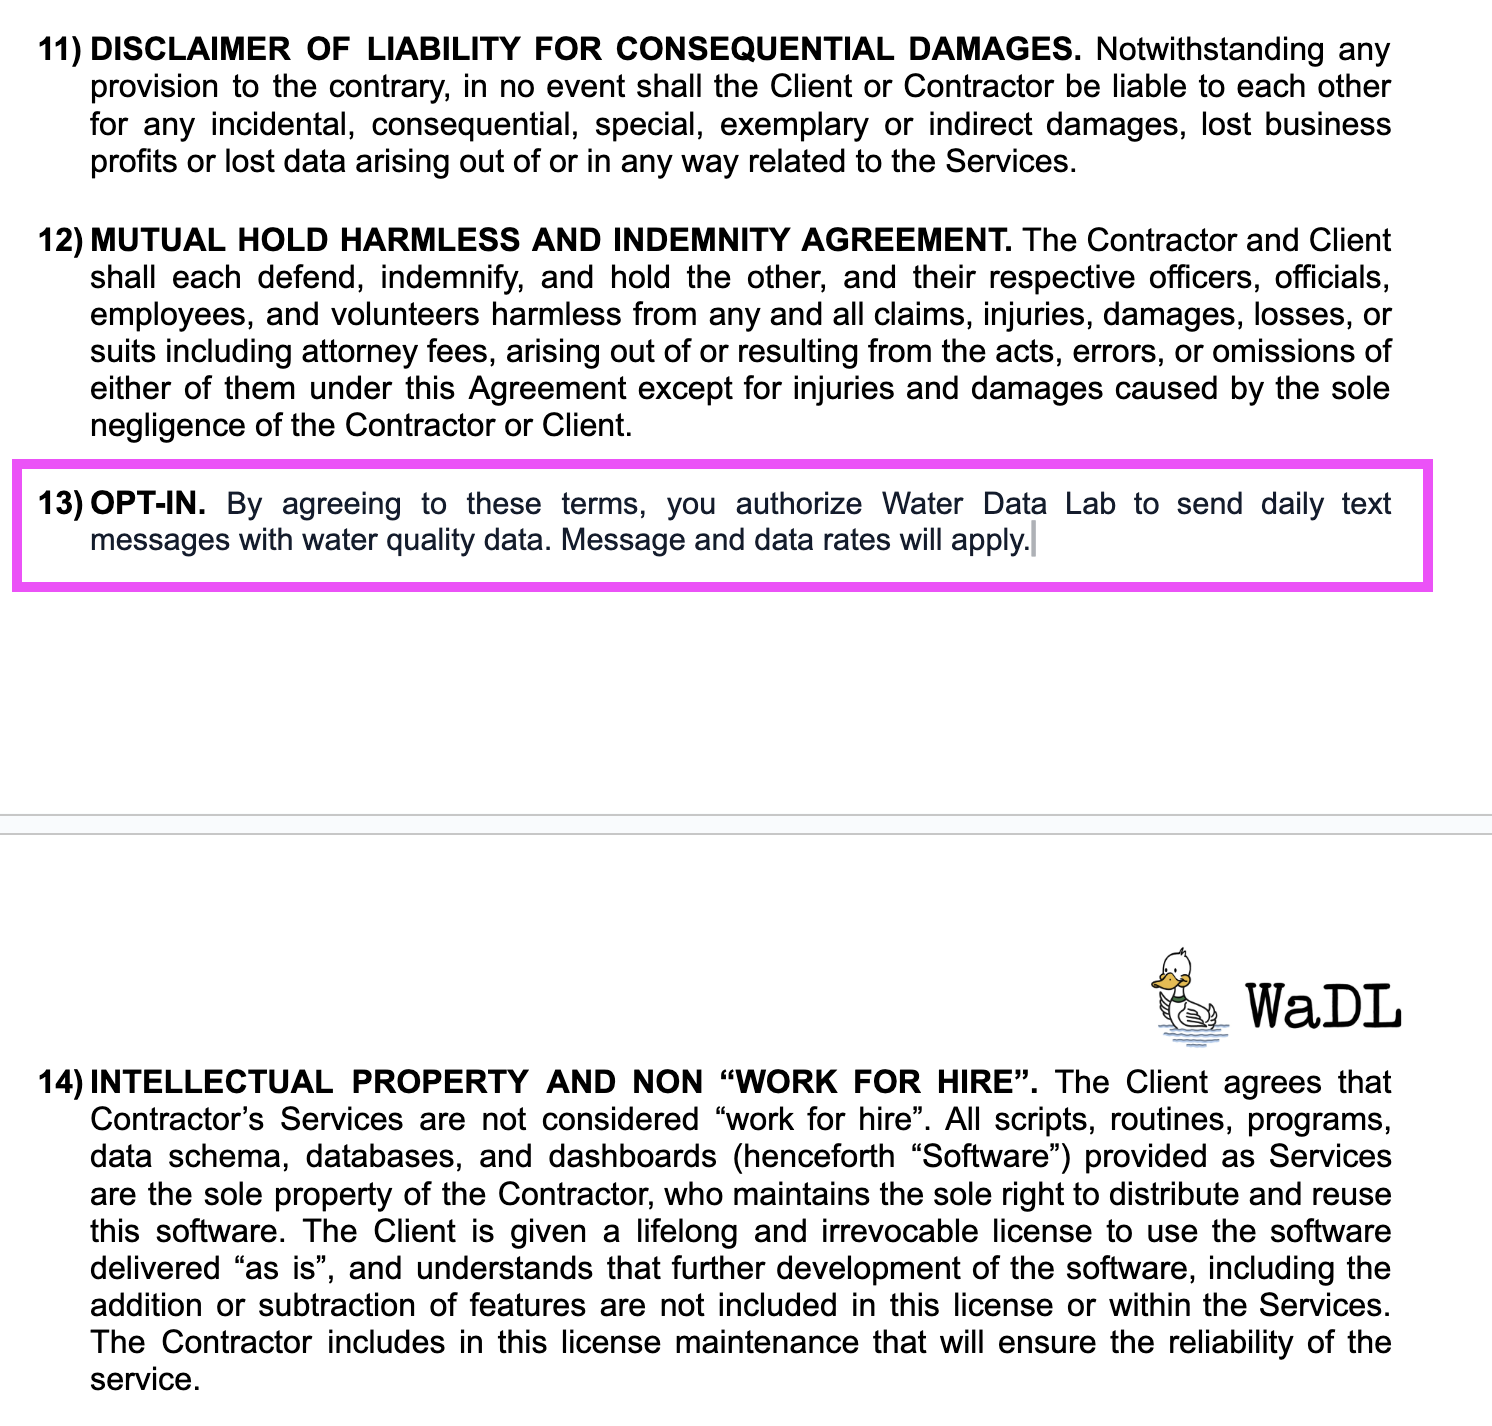 11) DISCLAIMER OF LIABILITY FOR CONSEQUENTIAL DAMAGES. Notwithstanding any
provision to the contrary, in no event shall the Client or Contractor be liable to each other
for any incidental, consequential, special, exemplary or indirect damages, lost business
profits or lost data arising out of or in any way related to the Services.
12) MUTUAL HOLD HARMLESS AND INDEMNITY AGREEMENT. The Contractor and Client
shall each defend, indemnify, and hold the other, and their respective officers, officials,
employees, and volunteers harmless from any and all claims, injuries, damages, losses, or
suits including attorney fees, arising out of or resulting from the acts, errors, or omissions of
either of them under this Agreement except for injuries and damages caused by the sole
negligence of the Contractor or Client.
13) OPT-IN. By agreeing to these terms, you authorize Water Data Lab to send daily text
messages with water quality data. Message and data rates will apply.
WaDL
14) INTELLECTUAL PROPERTY AND NON “WORK FOR HIRE”. The Client agrees that
Contractor’s Services are not considered “work for hire”. All scripts, routines, programs,
data schema, databases, and dashboards (henceforth “Software”) provided as Services
are the sole property of the Contractor, who maintains the sole right to distribute and reuse
this software. The Client is given a lifelong and irrevocable license to use the software
delivered “as is”, and understands that further development of the software, including the
addition or subtraction of features are not included in this license or within the Services.
The Contractor includes in this license maintenance that will ensure the reliability of the
service.